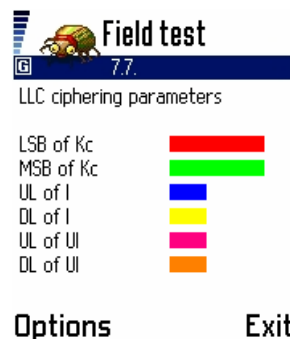 Field test
G 7.7.
LLC ciphering parameters
LSB of Kc
MSB of Kc
UL of I
DL of I
UL of UI
DL of UI
Options Exit